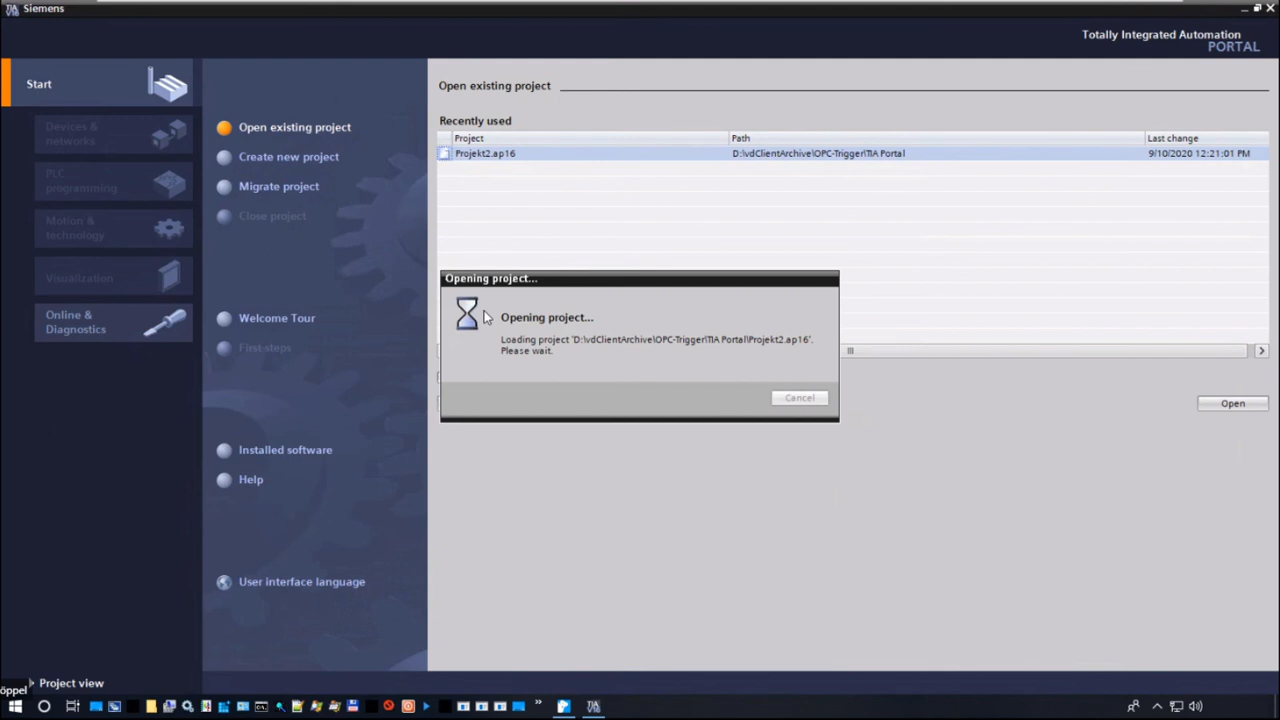 Siemens
Totally Integrated Automation
PORTAL
Start
Devices &
networks
PLC
programming
Motion &
technology
Visualization
Online &
Diagnostics
Open existing project
Create new project
Migrate project
Close project
Welcome Tour
First steps
Installed software
Help
User interface language
Open existing project
Recently used
Project Path Last change
Projekt2.ap16 D:\vdClientArchive\OPC-Trigger\TIA Portal 9/10/2020 12:21:01 PM
Opening project...
Opening project...
Loading project 'D:\vdClientArchive\OPC-Trigger\TIA Portal\Projekt2.ap16'.
Please wait.
Cancel
Open
Project view
öppel